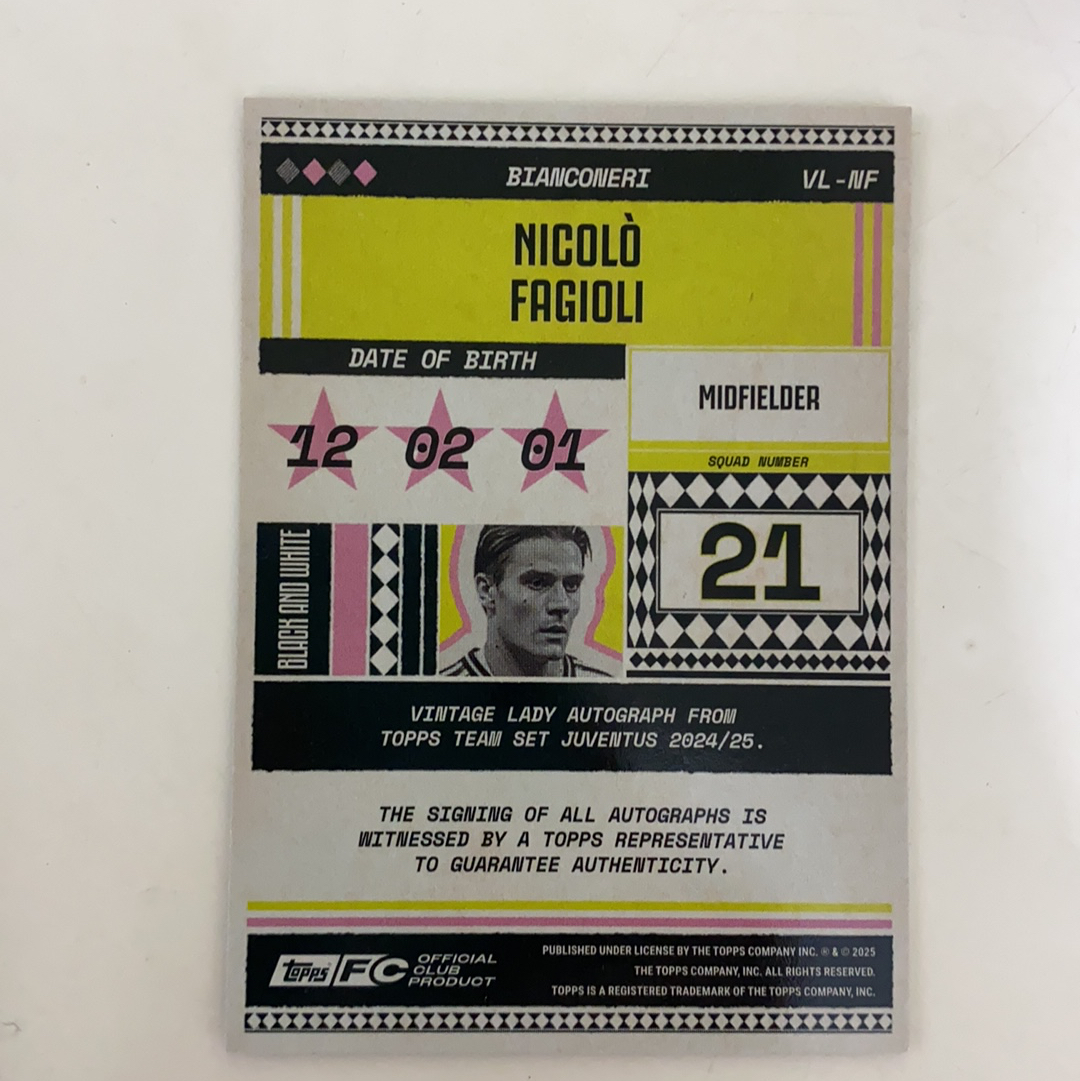 BIANCONERI VL-NF
NICOLÒ
FAGIOLI
DATE OF BIRTH
12 02 01
MIDFIELDER
SQUAD NUMBER
21
BLACK AND WHITE
VINTAGE LADY AUTOGRAPH FROM
TOPPS TEAM SET JUVENTUS 2024/25.
THE SIGNING OF ALL AUTOGRAPHS IS
WITNESSED BY A TOPPS REPRESENTATIVE
TO GUARANTEE AUTHENTICITY.
topps FC
OFFICIAL
CLUB
PRODUCT
PUBLISHED UNDER LICENSE BY THE TOPPS COMPANY INC. ® & © 2025
THE TOPPS COMPANY, INC. ALL RIGHTS RESERVED.
TOPPS IS A REGISTERED TRADEMARK OF THE TOPPS COMPANY, INC.